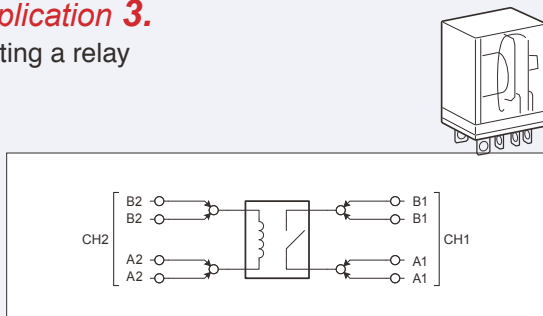 plication 3.
ting a relay
B2 B1
B2 B1
CH2 CH1
A2 A1
A2 A1